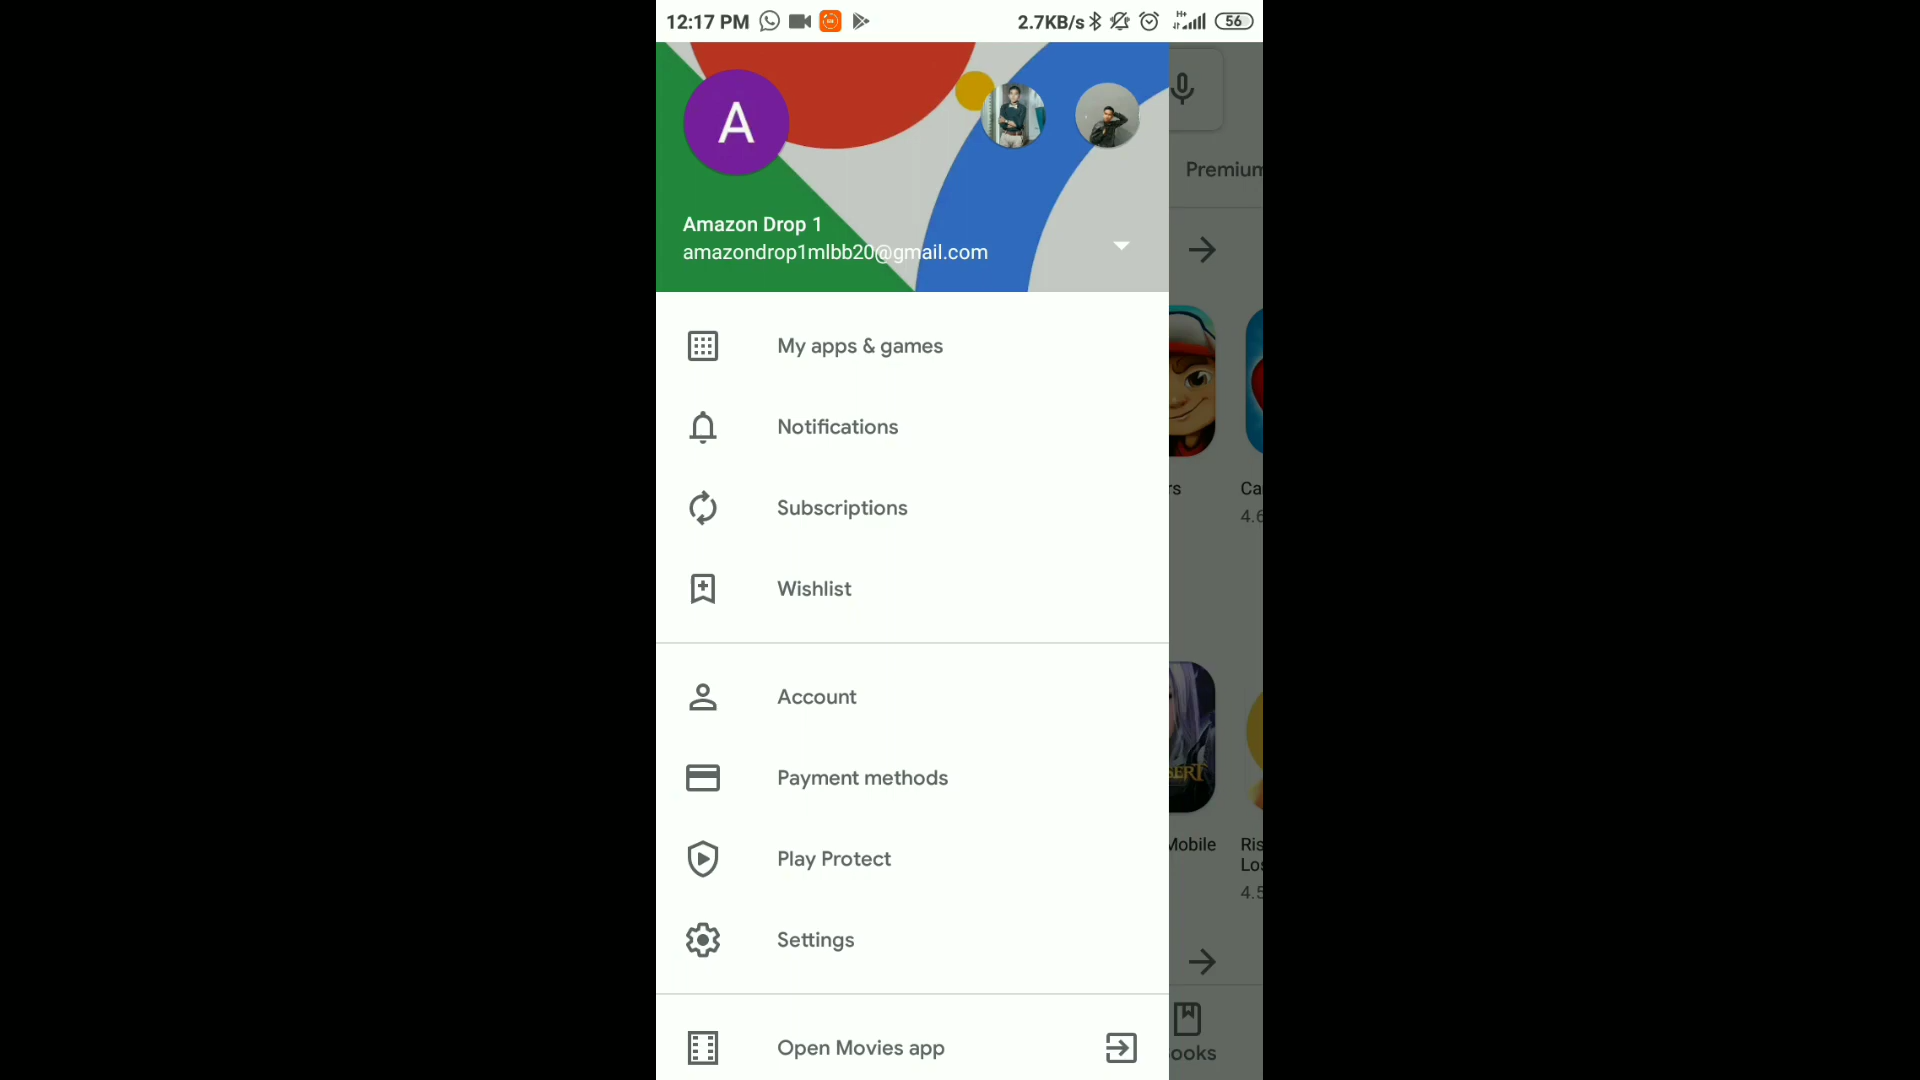 12:17 PM
2.7KB/s
H+
56
A
Premium
Amazon Drop 1
amazondrop1mlbb20@gmail.com
My apps & games
Notifications
Subscriptions
Wishlist
rs
Ca
4.6
Account
Payment methods
Play Protect
Settings
Open Movies app
SERT
Mobile
Ris
Los
4.5
ooks